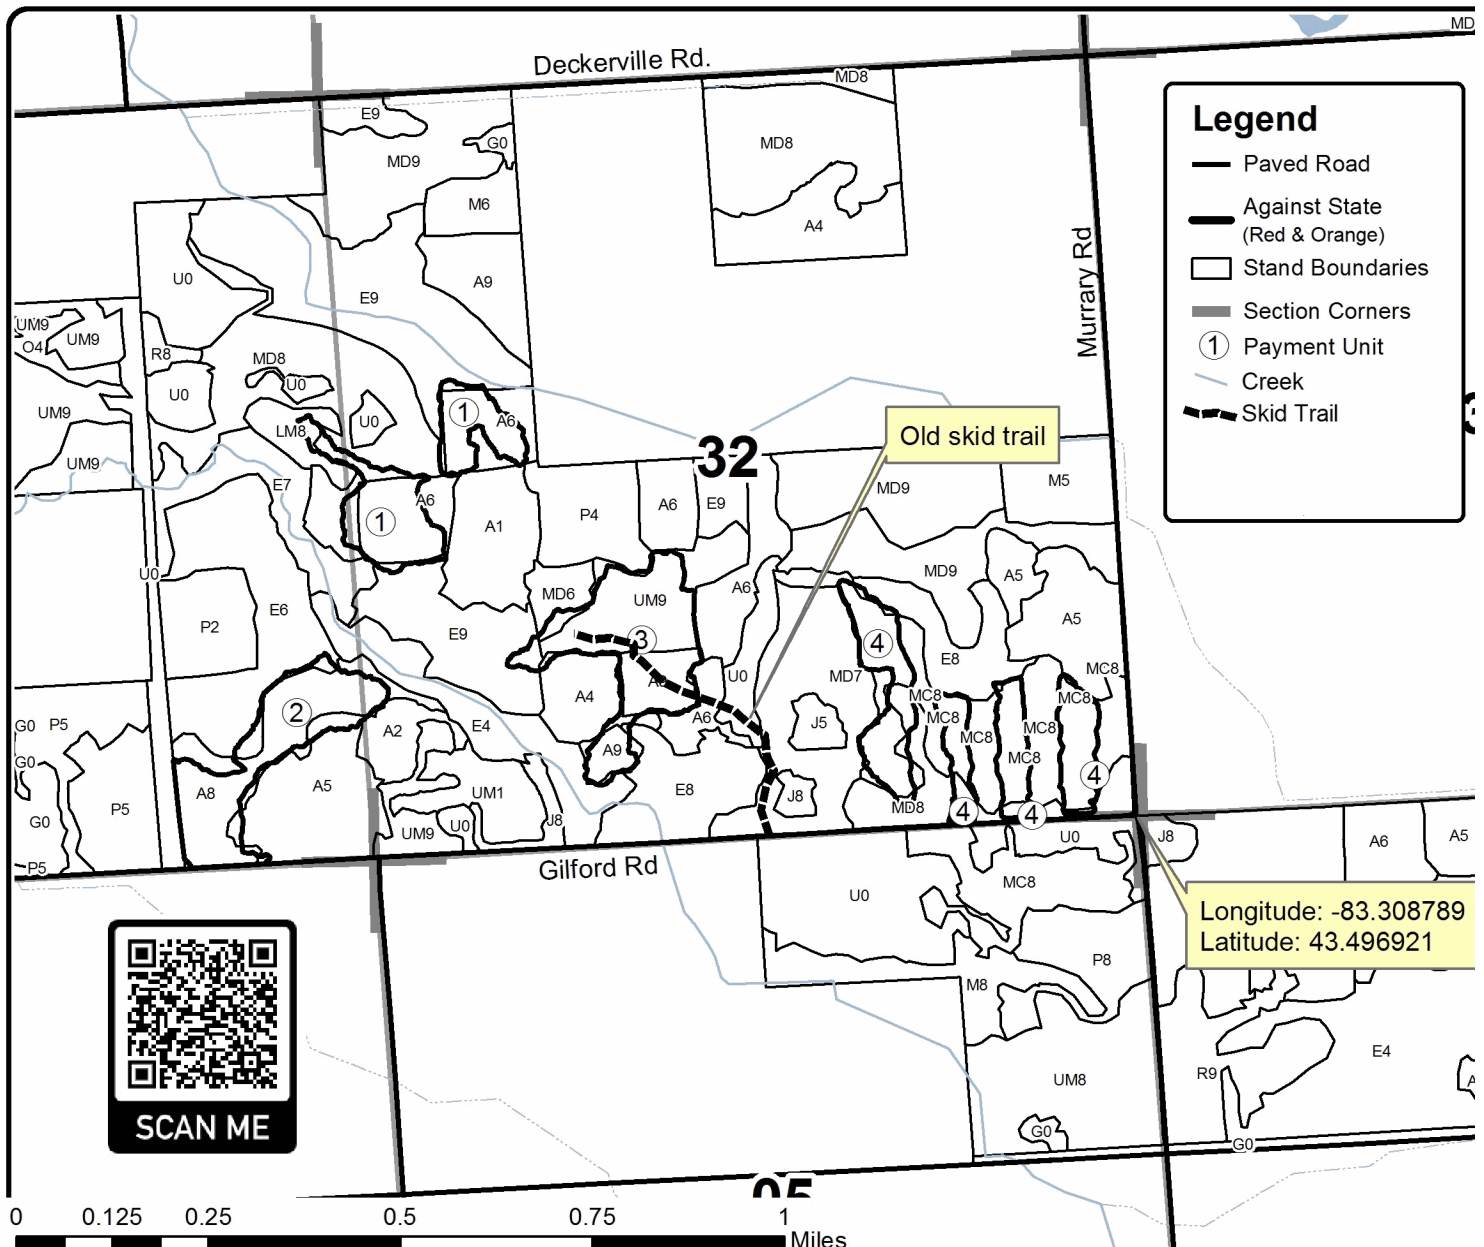 MD
Deckerville Rd.
MD8
E9
G0
MD9
MD8
M6
A4
U0
E9
A9
Murrary Rd
Legend
Paved Road
Against State
(Red & Orange)
Stand Boundaries
Section Corners
1 Payment Unit
Creek
Skid Trail
UM9
O4
UM9
R8
MD8
U0
U0
UM9
LM8
U0
1
A6
32
Old skid trail
UM9
E7
A6
1
A1
P4
A6
E9
MD9
M5
U0
P2
E6
MD6
UM9
A6
MD9
A5
A5
E9
3
4
E8
MC8
A4
U0
MD7
MC8
MC8
2
G0
P5
A2
E4
A6
J5
MC8
MC8
MC8
MC8
G0
A9
4
A8
A5
UM1
E8
J8
MD8
4
4
G0
P5
UM9
U0
J8
U0
J8
A6
A5
P5
Gilford Rd
U0
MC8
Longitude: -83.308789
Latitude: 43.496921
P8
M8
UM8
R9
E4
A
G0
G0
SCAN ME
05
0 0.125 0.25 0.5 0.75 1
Miles